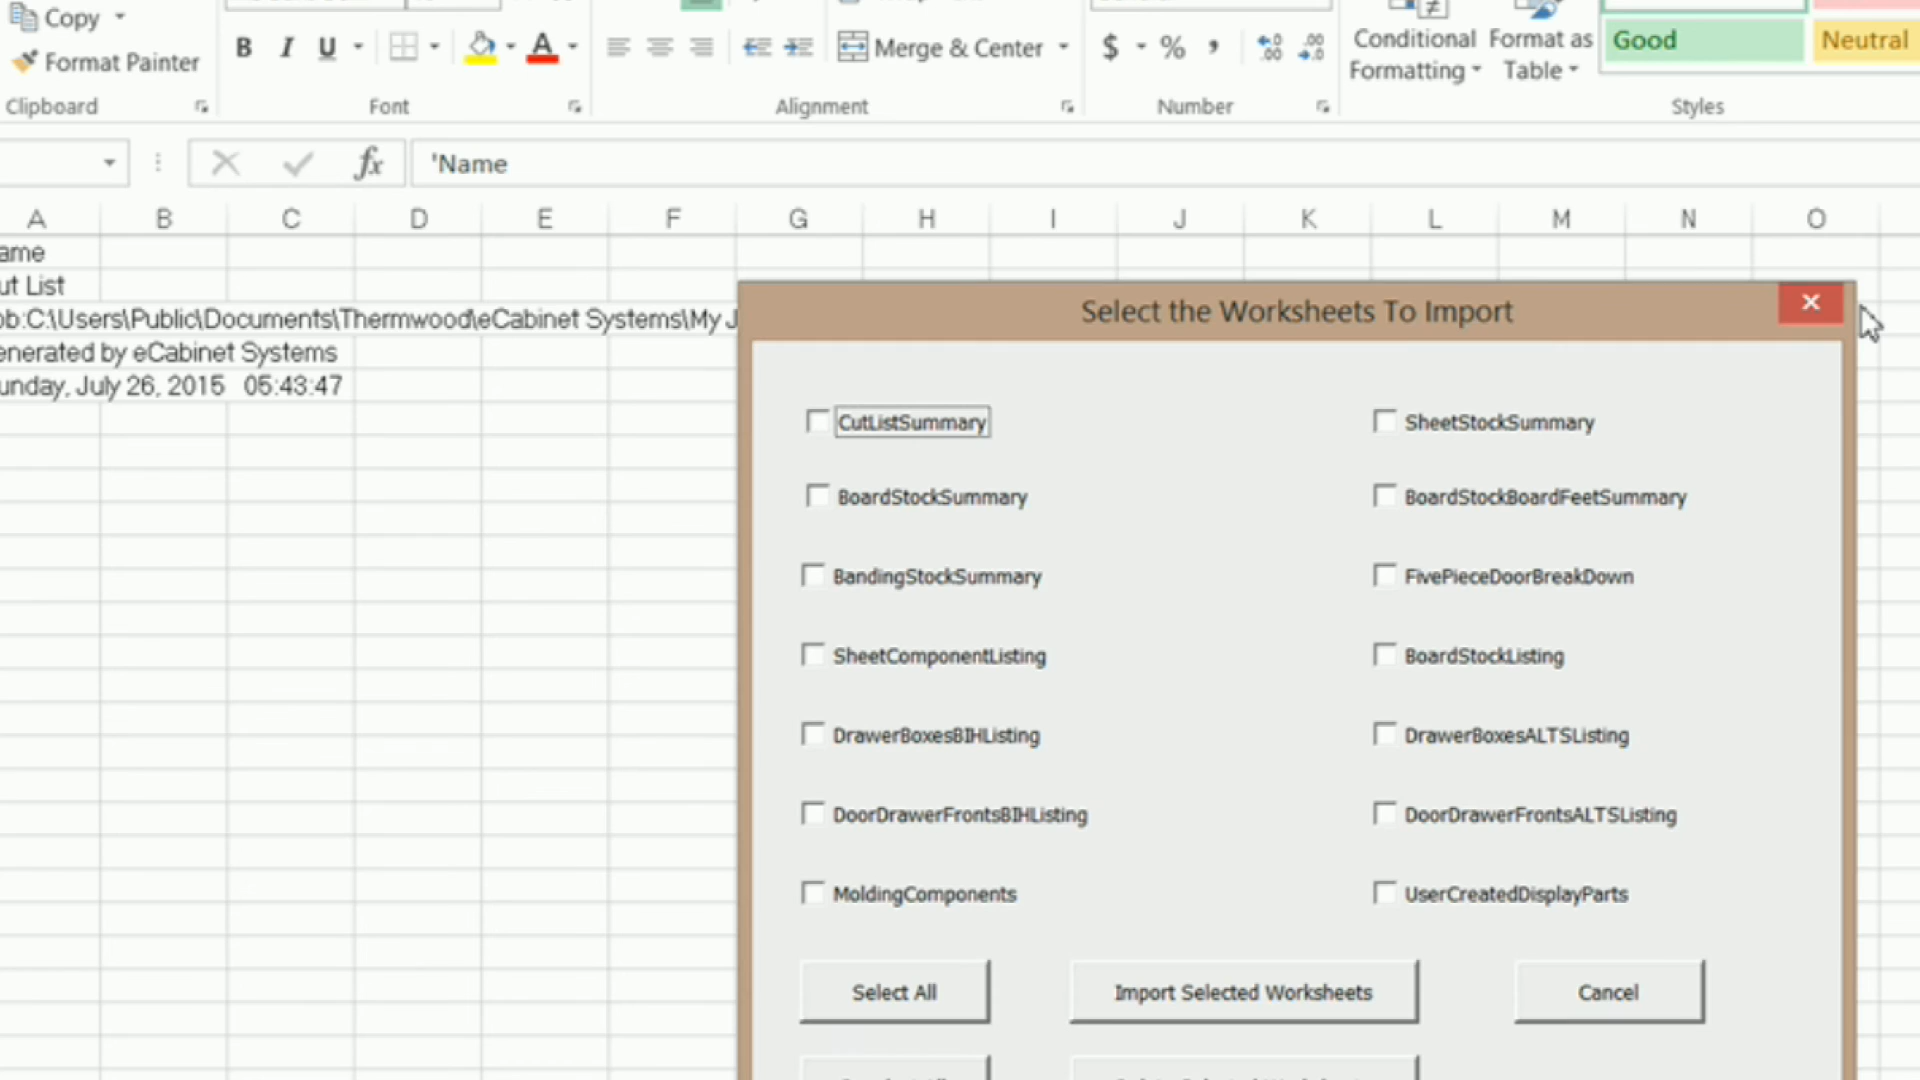 Copy
Conditional Format as Good Neutral
Format Painter
Formatting Table
Clipboard Font Alignment Number Styles
B I U A Merge & Center $ % ,
fx 'Name
A B C D E F G H I J K L M N O
ame
ut List
ob:C:\Users\Public\Documents\Thermwood\eCabinet Systems\My J
enerated by eCabinet Systems
unday, July 26, 2015 05:43:47
Select the Worksheets To Import
CutListSummary SheetStockSummary
BoardStockSummary BoardStockBoardFeetSummary
BandingStockSummary FivePieceDoorBreakDown
SheetComponentListing BoardStockListing
DrawerBoxesBIHListing DrawerBoxesALTSListing
DoorDrawerFrontsBIHListing DoorDrawerFrontsALTSListing
MoldingComponents UserCreatedDisplayParts
Select All Import Selected Worksheets Cancel